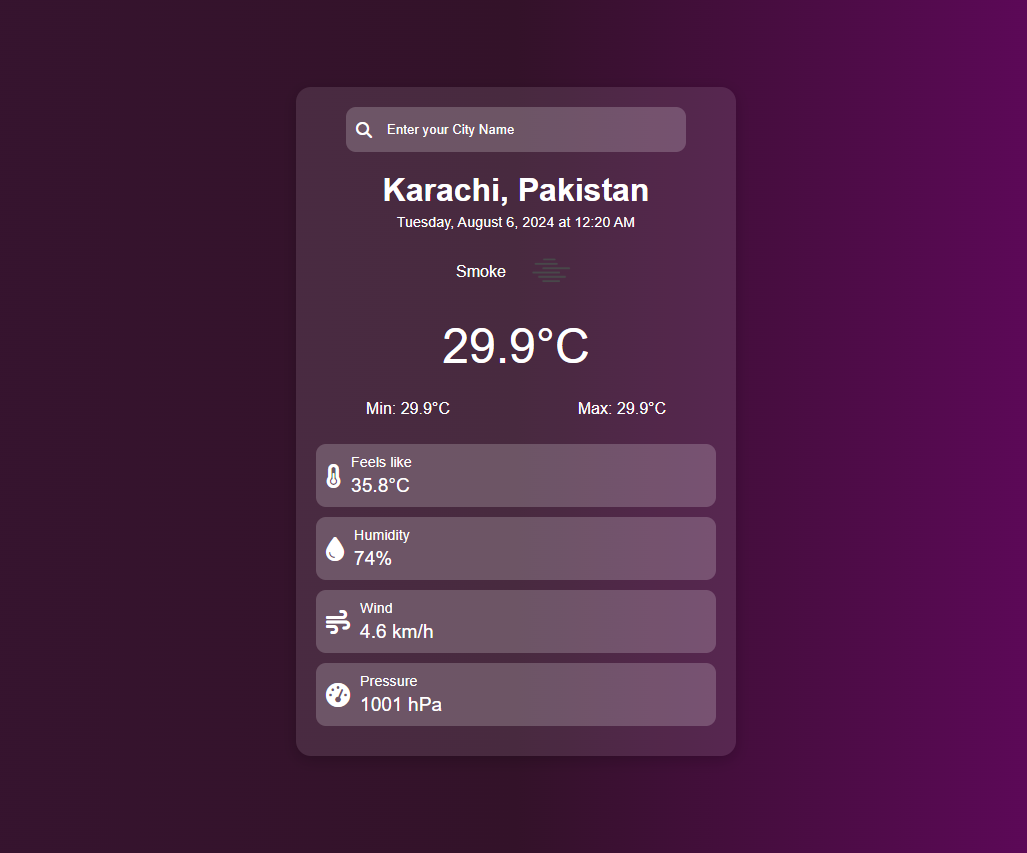 Enter your City Name
Karachi, Pakistan
Tuesday, August 6, 2024 at 12:20 AM
Smoke
29.9°C
Min: 29.9°C Max: 29.9°C
Feels like
35.8°C
Humidity
74%
Wind
4.6 km/h
Pressure
1001 hPa